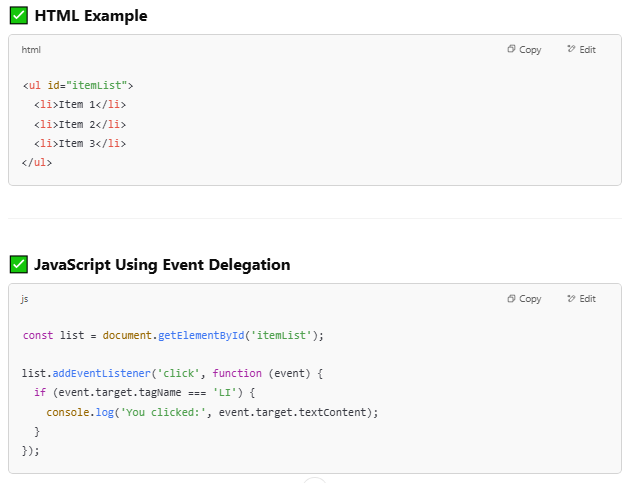 ✅ HTML Example
html
Copy
Edit
<ul id="itemList">
  <li>Item 1</li>
  <li>Item 2</li>
  <li>Item 3</li>
</ul>
✅ JavaScript Using Event Delegation
js
Copy
Edit
const list = document.getElementById('itemList');

list.addEventListener('click', function (event) {
  if (event.target.tagName === 'LI') {
    console.log('You clicked:', event.target.textContent);
  }
});